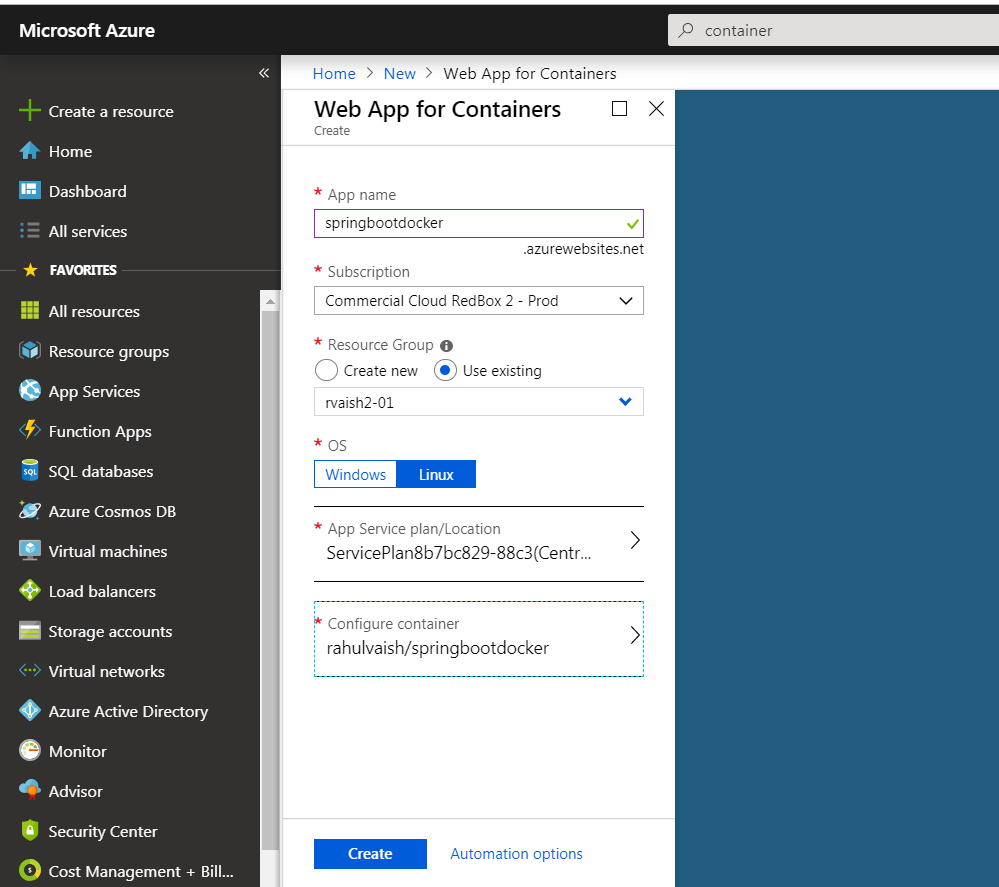 Microsoft Azure
container
«
Home > New > Web App for Containers
Create a resource
Home
Dashboard
All services
FAVORITES
All resources
Resource groups
App Services
Function Apps
SQL databases
Azure Cosmos DB
Virtual machines
Load balancers
Storage accounts
Virtual networks
Azure Active Directory
Monitor
Advisor
Security Center
Cost Management + Bill...
Web App for Containers
Create
* App name
springbootdocker
.azurewebsites.net
* Subscription
Commercial Cloud RedBox 2 - Prod
* Resource Group
Create new Use existing
rvaish2-01
* OS
Windows Linux
* App Service plan/Location
ServicePlan8b7bc829-88c3(Centr...
* Configure container
rahulvaish/springbootdocker
Create Automation options